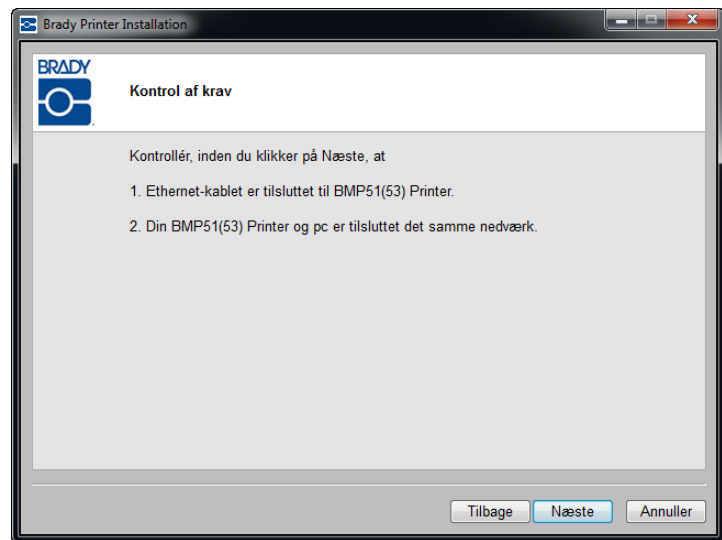 Brady Printer Installation
BRADY
Kontrol af krav
Kontrollér, inden du klikker på Næste, at
1. Ethernet-kablet er tilsluttet til BMP51(53) Printer.
2. Din BMP51(53) Printer og pc er tilsluttet det samme nedværk.
Tilbage Næste Annuller